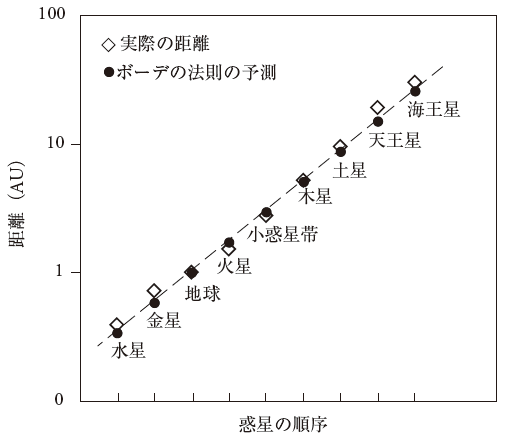 100
◇実際の距離
●ボーデの法則の予測
海王星
10
天王星
土星
木星
小惑星帯
火星
1
地球
金星
水星
0
距離（AU）
惑星の順序